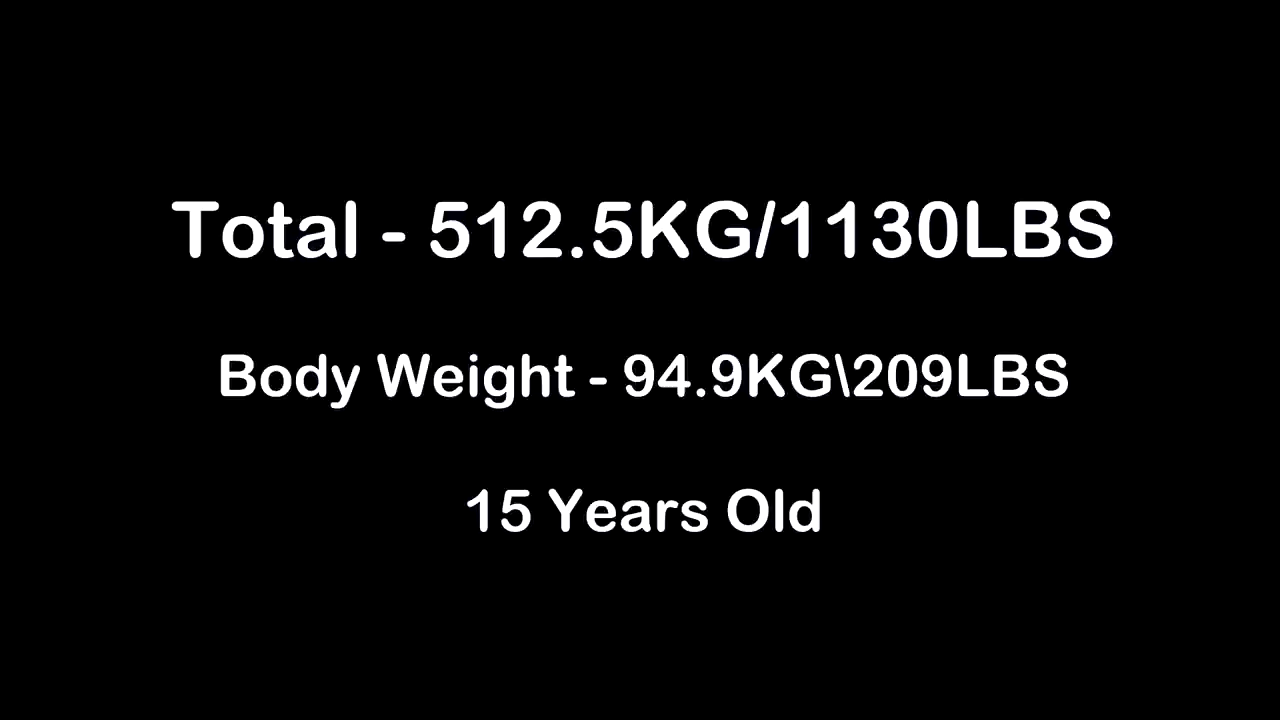 Total - 512.5KG/1130LBS
Body Weight - 94.9KG\209LBS
15 Years Old